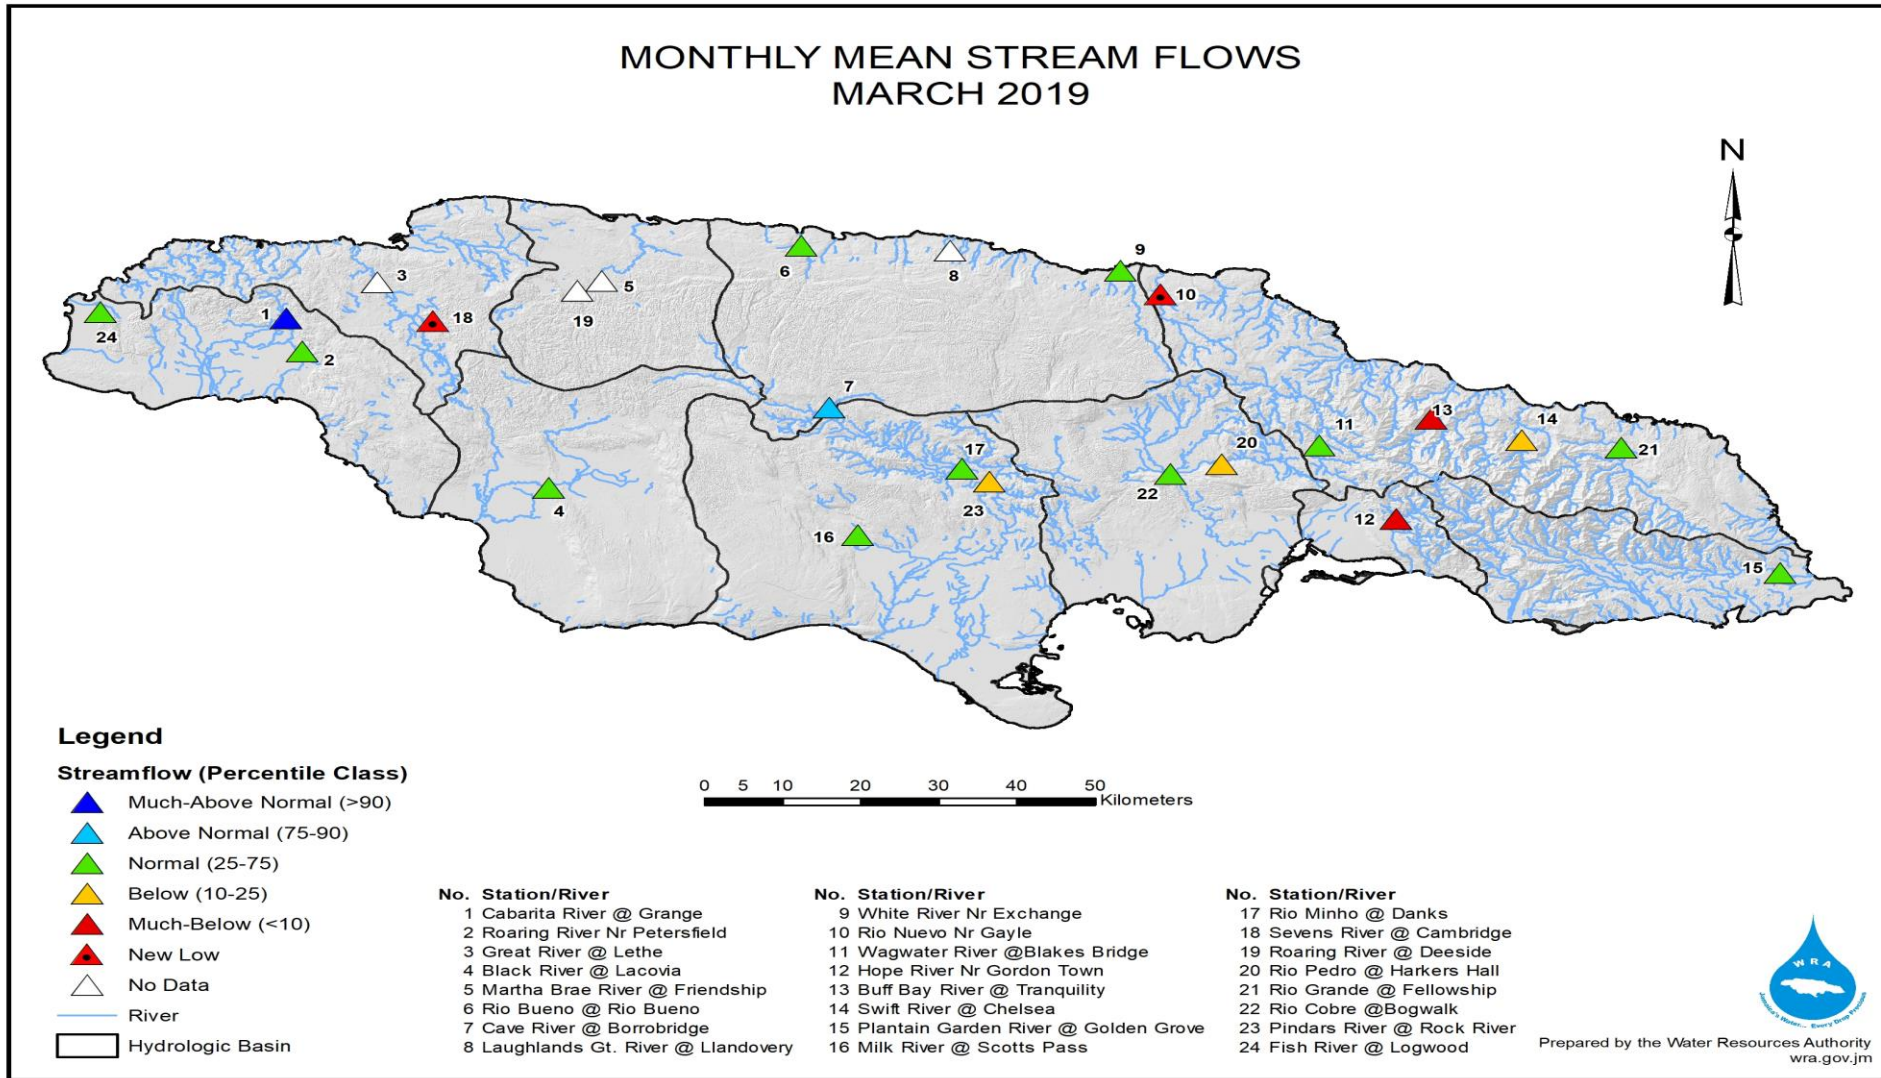 MONTHLY MEAN STREAM FLOWS
MARCH 2019
N
9
3
6
5
8
10
1
18
19
24
2
7
13
14
11
17
20
21
22
4
23
12
16
15
Legend
Streamflow (Percentile Class)
Much-Above Normal (>90)
Above Normal (75-90)
Normal (25-75)
Below (10-25)
Much-Below (<10)
New Low
No Data
River
Hydrologic Basin
0 5 10 20 30 40 50
Kilometers
No. Station/River
1 Cabarita River @ Grange
2 Roaring River Nr Petersfield
3 Great River @ Lethe
4 Black River @ Lacovia
5 Martha Brae River @ Friendship
6 Rio Bueno @ Rio Bueno
7 Cave River @ Borrobridge
8 Laughlands Gt. River @ Llandovery
No. Station/River
9 White River Nr Exchange
10 Rio Nuevo Nr Gayle
11 Wagwater River @Blakes Bridge
12 Hope River Nr Gordon Town
13 Buff Bay River @ Tranquility
14 Swift River @ Chelsea
15 Plantain Garden River @ Golden Grove
16 Milk River @ Scotts Pass
No. Station/River
17 Rio Minho @ Danks
18 Sevens River @ Cambridge
19 Roaring River @ Deeside
20 Rio Pedro @ Harkers Hall
21 Rio Grande @ Fellowship
22 Rio Cobre @Bogwalk
23 Pindars River @ Rock River
24 Fish River @ Logwood
WRA
Jamaica's Water... Every Drop Precious
Prepared by the Water Resources Authority
wra.gov.jm